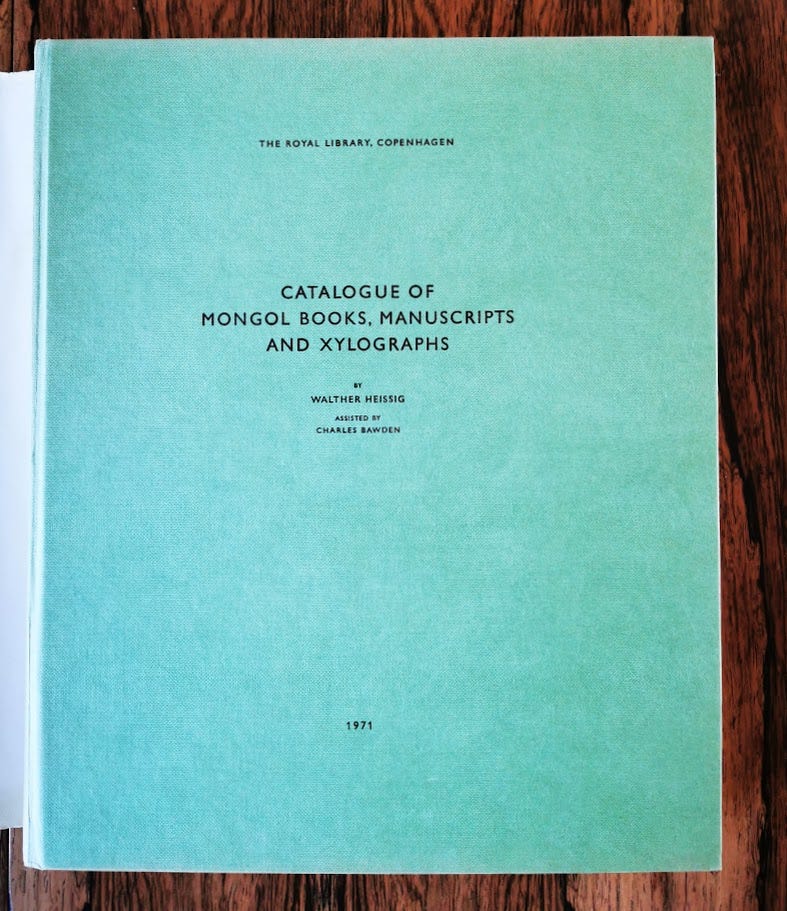 THE ROYAL LIBRARY, COPENHAGEN
CATALOGUE OF
MONGOL BOOKS, MANUSCRIPTS
AND XYLOGRAPHS
BY
WALTHER HEISSIG
ASSISTED BY
CHARLES BAWDEN
1971